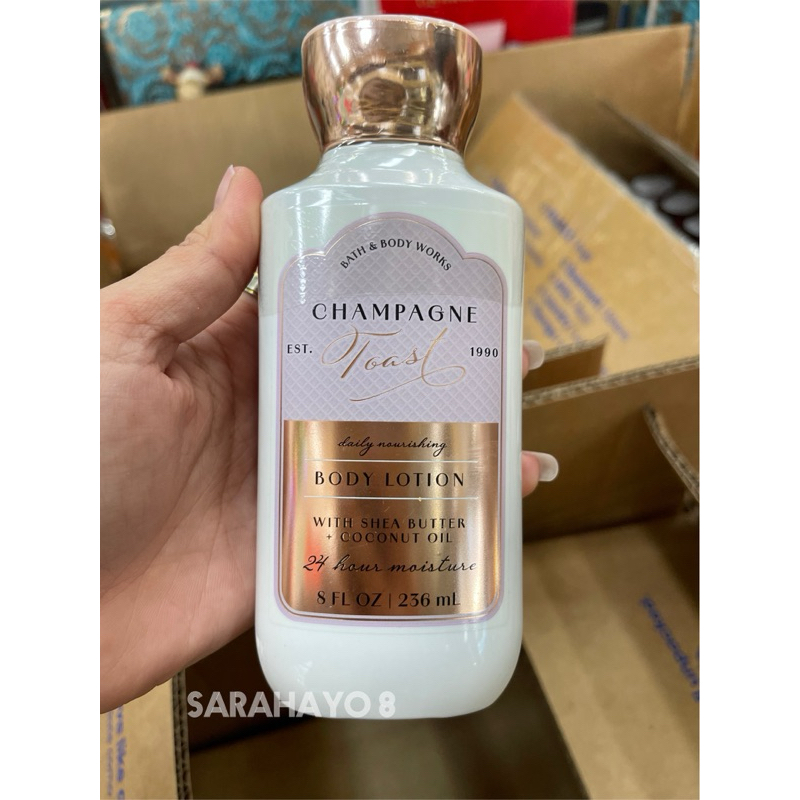 BATH & BODY WORKS
CHAMPAGNE
EST. Toast 1990
daily nourishing
BODY LOTION
WITH SHEA BUTTER
+ COCONUT OIL
24 hour moisture
8 FL OZ | 236 mL
SARAHAYO 8